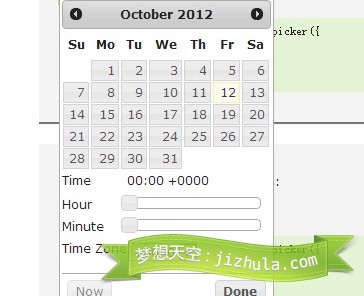 October 2012
picker({
Su Mo Tu We Th Fr Sa
1 2 3 4 5 6
7 8 9 10 11 12 13
14 15 16 17 18 19 20
21 22 23 24 25 26 27
28 29 30 31
Time 00:00 +0000
:
Hour
Minute
Time Zone
picker({
梦想天空:jizhula.com
Now Done